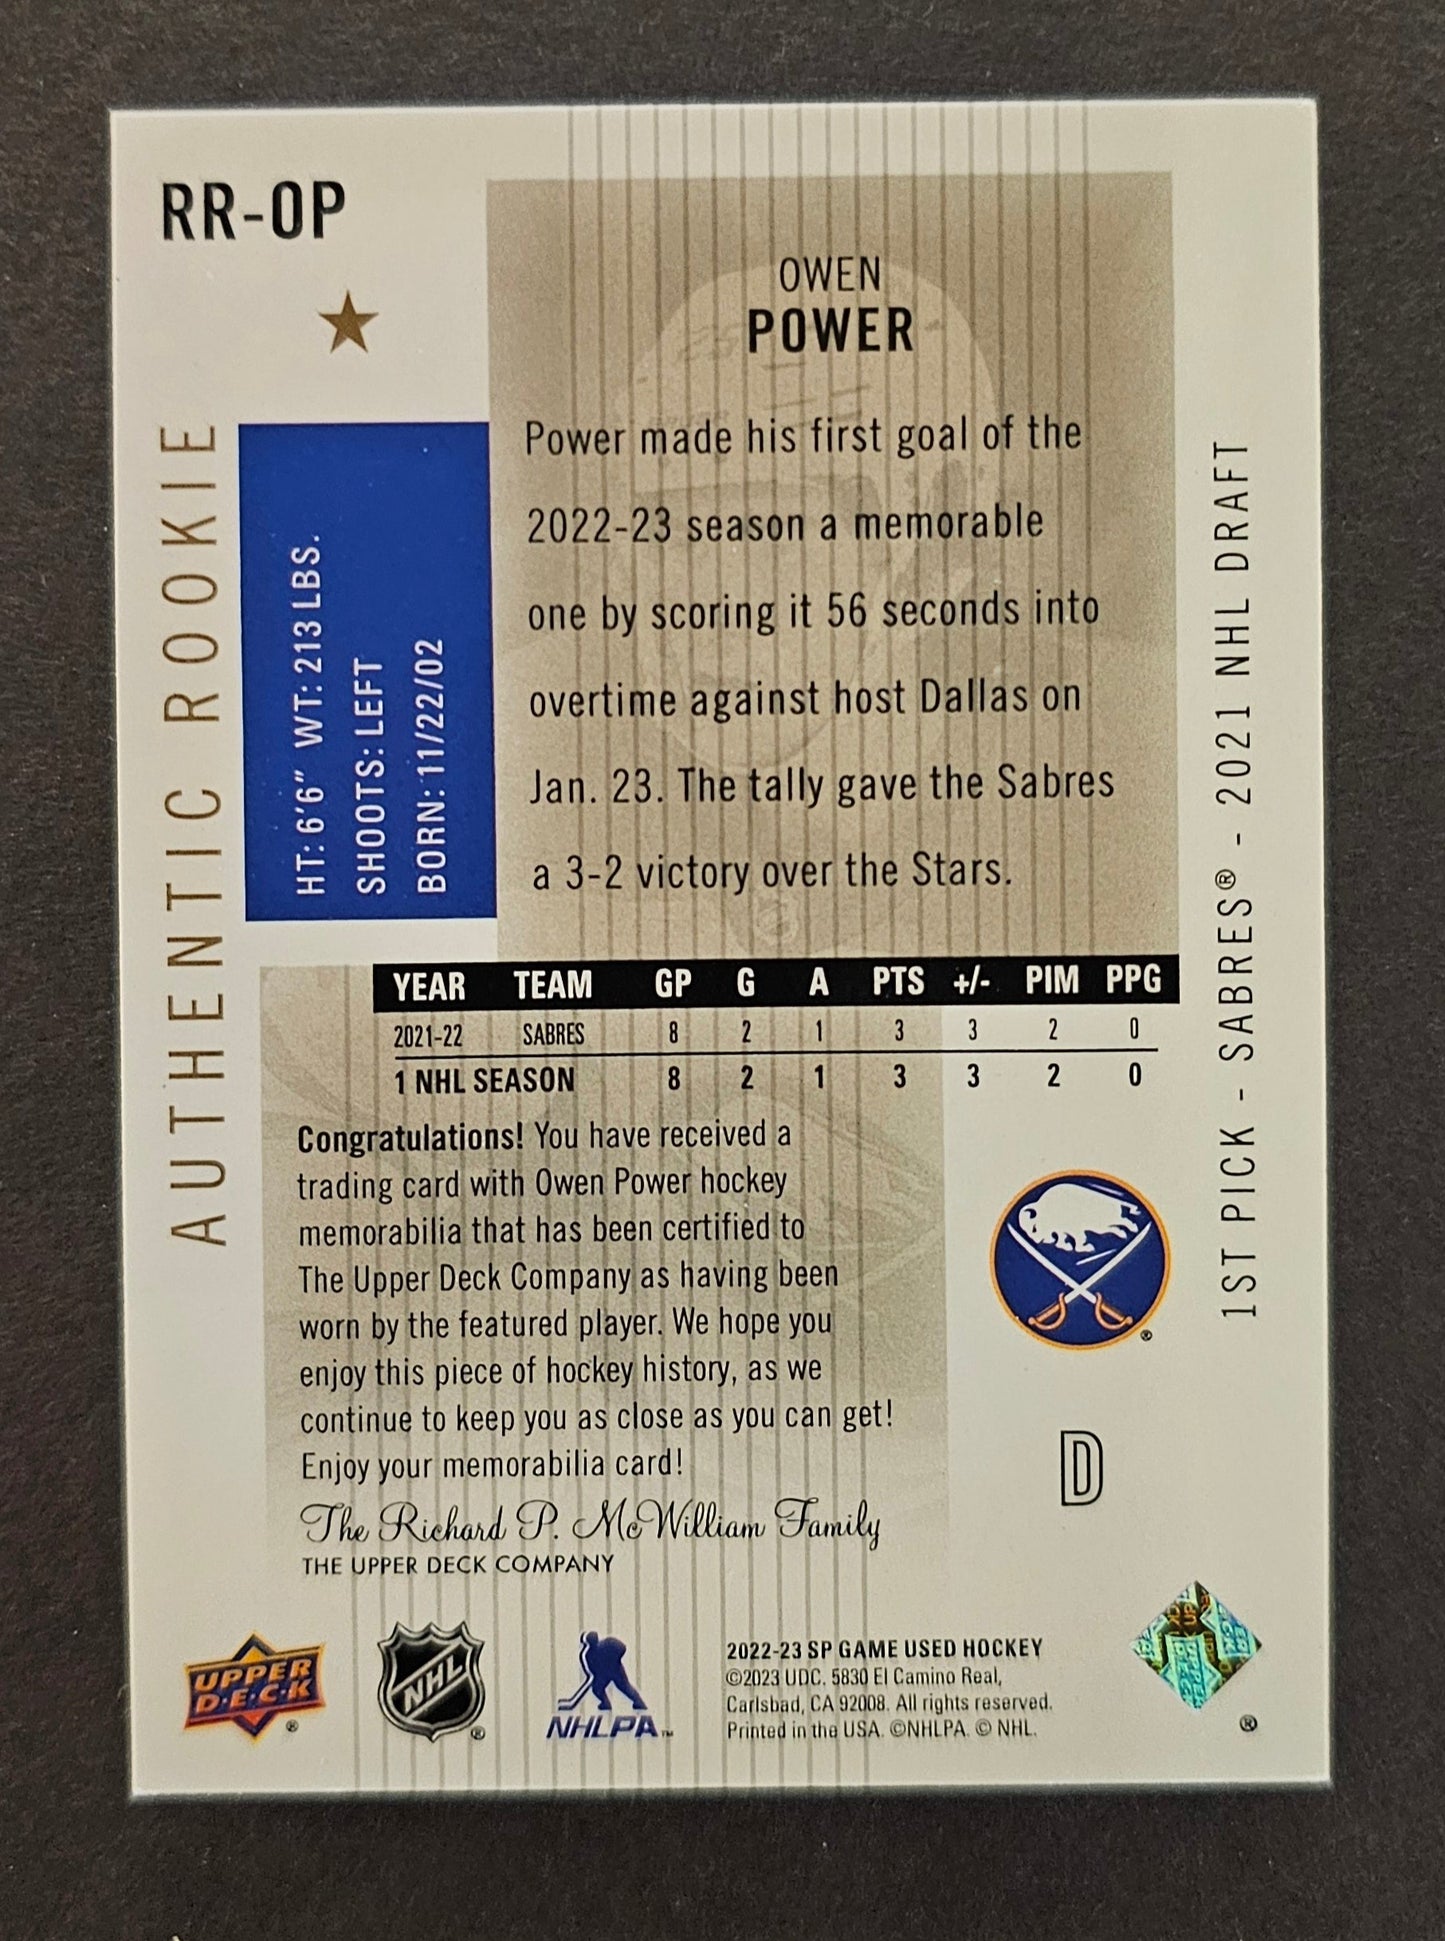 RR-OP
AUTHENTIC ROOKIE
HT: 6'6" WT: 213 LBS.
SHOOTS: LEFT
BORN: 11/22/02
OWEN
POWER
Power made his first goal of the
2022-23 season a memorable
one by scoring it 56 seconds into
overtime against host Dallas on
Jan. 23. The tally gave the Sabres
a 3-2 victory over the Stars.
1ST PICK - SABRES® - 2021 NHL DRAFT
YEAR TEAM GP G A PTS +/- PIM PPG
2021-22 SABRES 8 2 1 3 3 2 0
1 NHL SEASON 8 2 1 3 3 2 0
Congratulations! You have received a
trading card with Owen Power hockey
memorabilia that has been certified to
The Upper Deck Company as having been
worn by the featured player. We hope you
enjoy this piece of hockey history, as we
continue to keep you as close as you can get!
Enjoy your memorabilia card!
The Richard P. McWilliam Family
THE UPPER DECK COMPANY
®
D
UPPER
D·E·C·K
®
NHL
®
NHLPA™
2022-23 SP GAME USED HOCKEY
©2023 UDC. 5830 El Camino Real,
Carlsbad, CA 92008. All rights reserved.
Printed in the USA. ©NHLPA. © NHL.
®